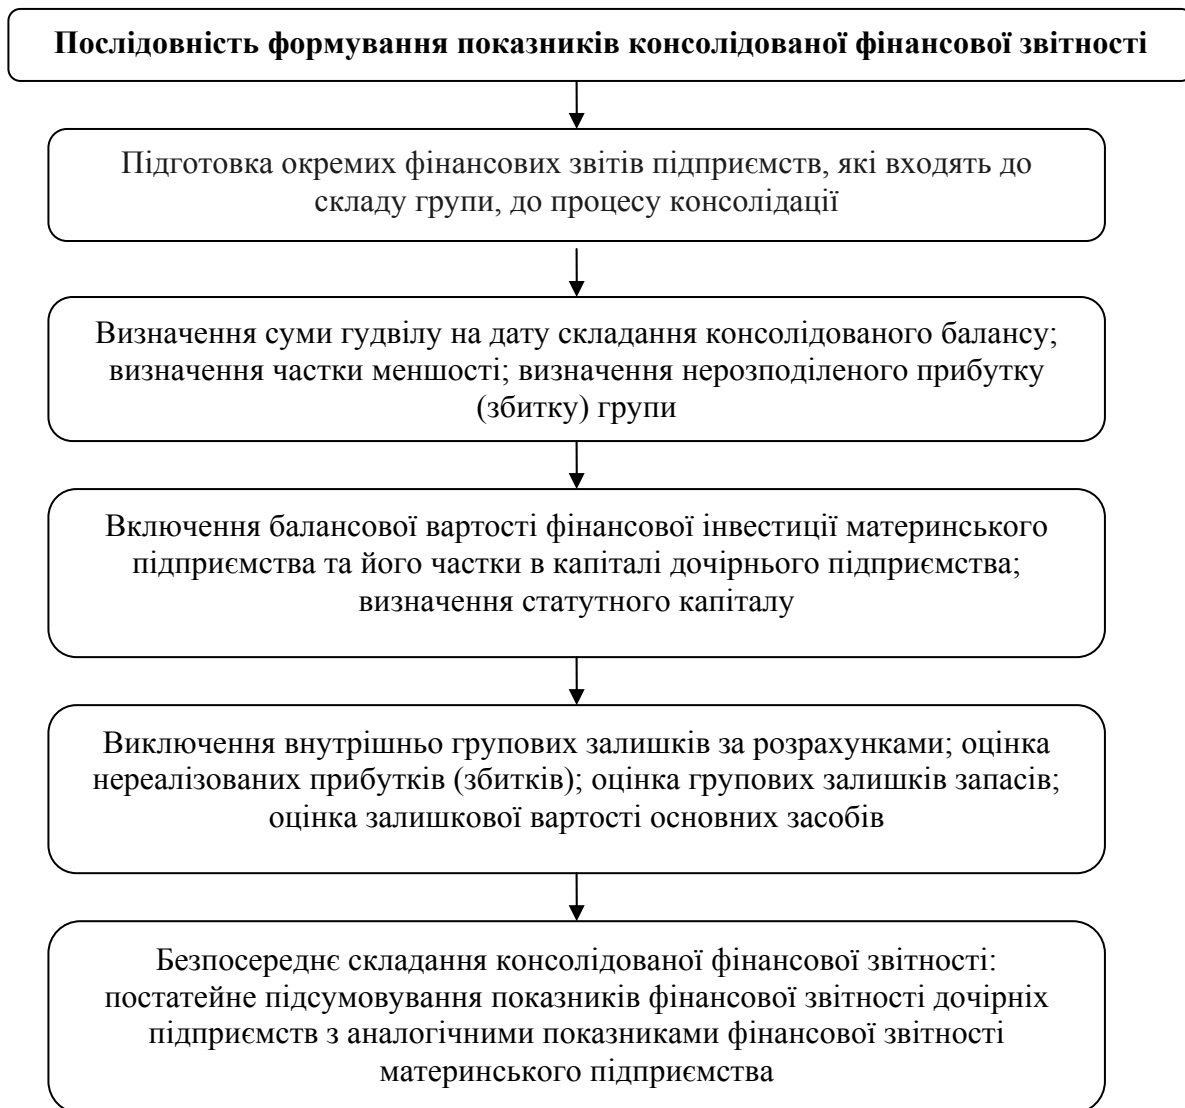 Послідовність формування показників консолідованої фінансової звітності
Підготовка окремих фінансових звітів підприємств, які входять до
складу групи, до процесу консолідації
Визначення суми гудвілу на дату складання консолідованого балансу;
визначення частки меншості; визначення нерозподіленого прибутку
(збитку) групи
Включення балансової вартості фінансової інвестиції материнського
підприємства та його частки в капіталі дочірнього підприємства;
визначення статутного капіталу
Виключення внутрішньо групових залишків за розрахунками; оцінка
нереалізованих прибутків (збитків); оцінка групових залишків запасів;
оцінка залишкової вартості основних засобів
Безпосереднє складання консолідованої фінансової звітності:
постатейне підсумовування показників фінансової звітності дочірніх
підприємств з аналогічними показниками фінансової звітності
материнського підприємства